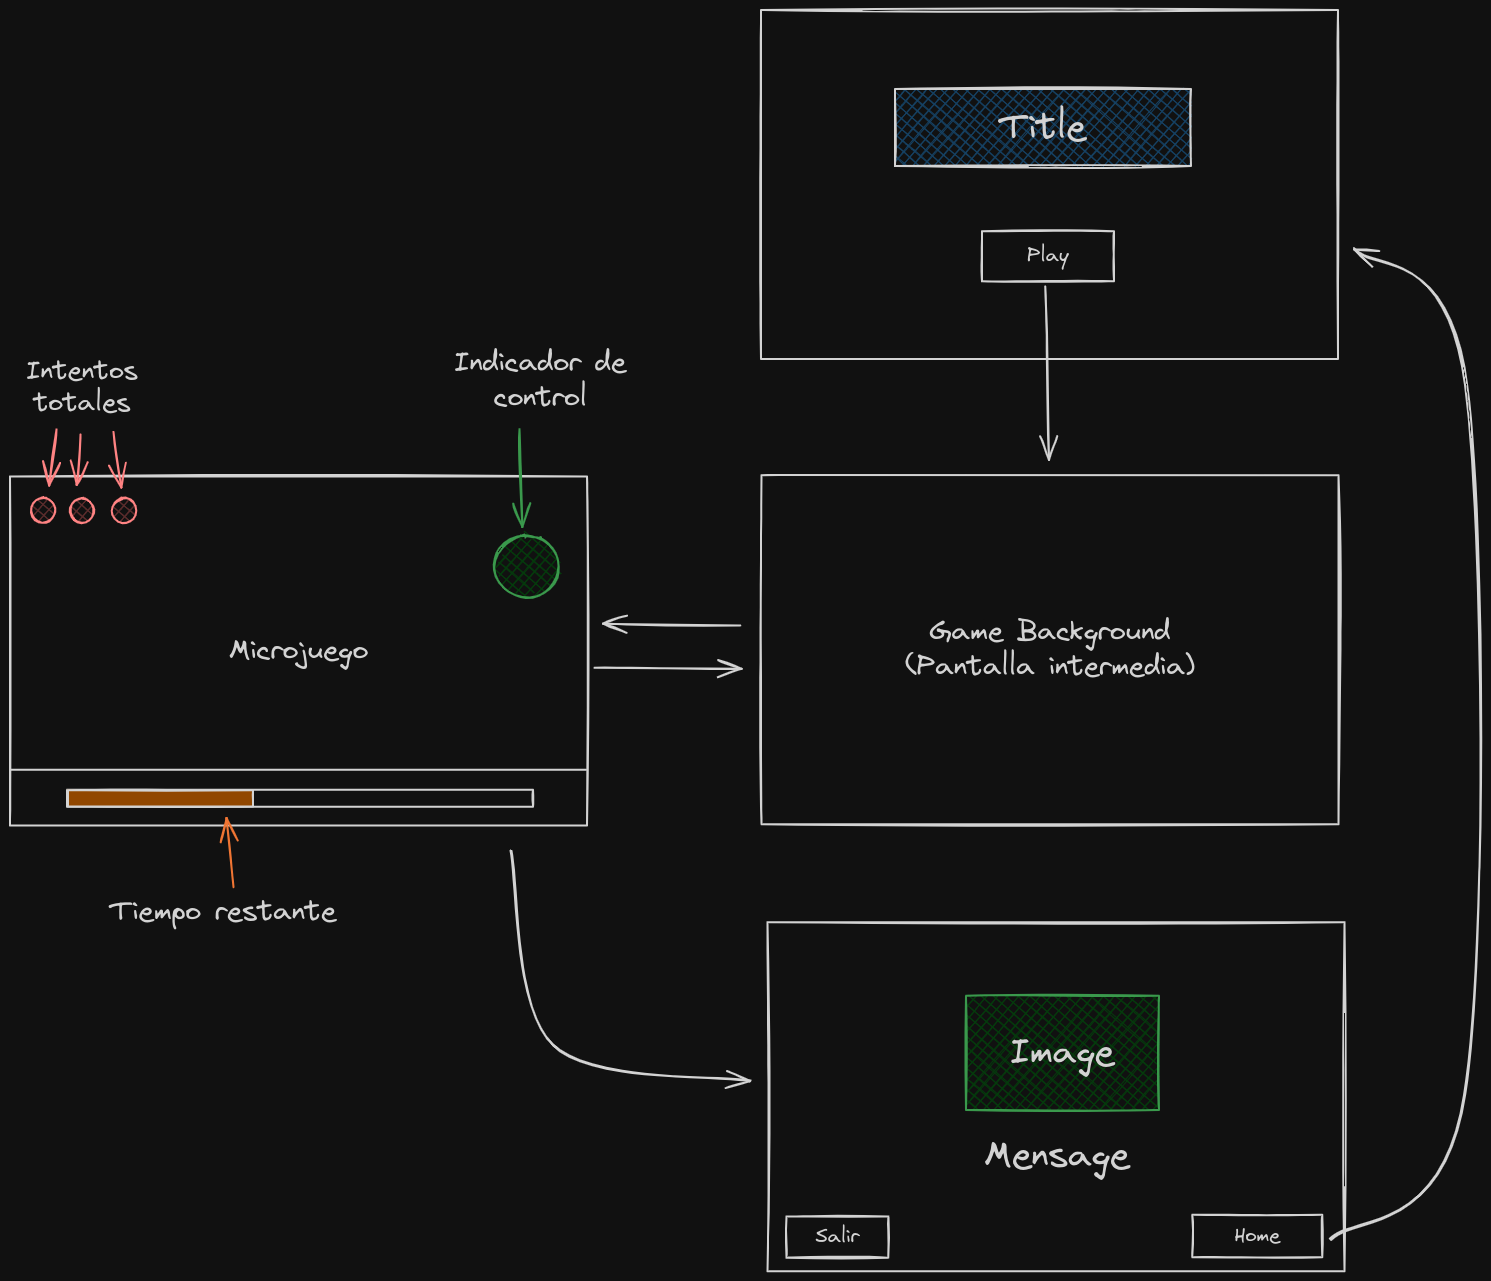 Title
Play
Intentos
totales
Indicador de
control
Microjuego
Game Background
(Pantalla intermedia)
Tiempo restante
Image
Mensage
Salir
Home